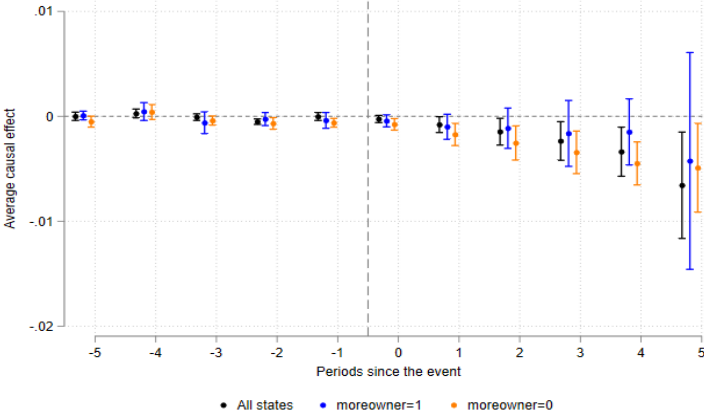 Average causal effect
.01
0
-.01
-.02
-5 -4 -3 -2 -1 0 1 2 3 4 5
Periods since the event
All states moreowner=1 moreowner=0